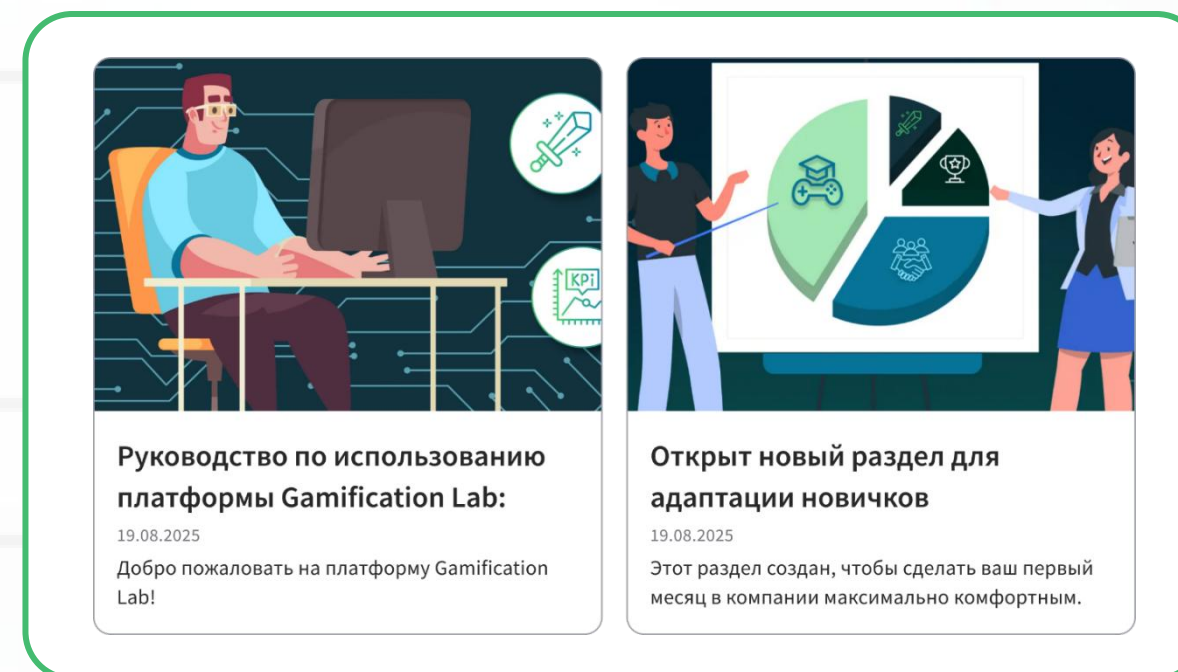 KPi
Руководство по использованию
платформы Gamification Lab:
19.08.2025
Добро пожаловать на платформу Gamification
Lab!
Открыт новый раздел для
адаптации новичков
19.08.2025
Этот раздел создан, чтобы сделать ваш первый
месяц в компании максимально комфортным.